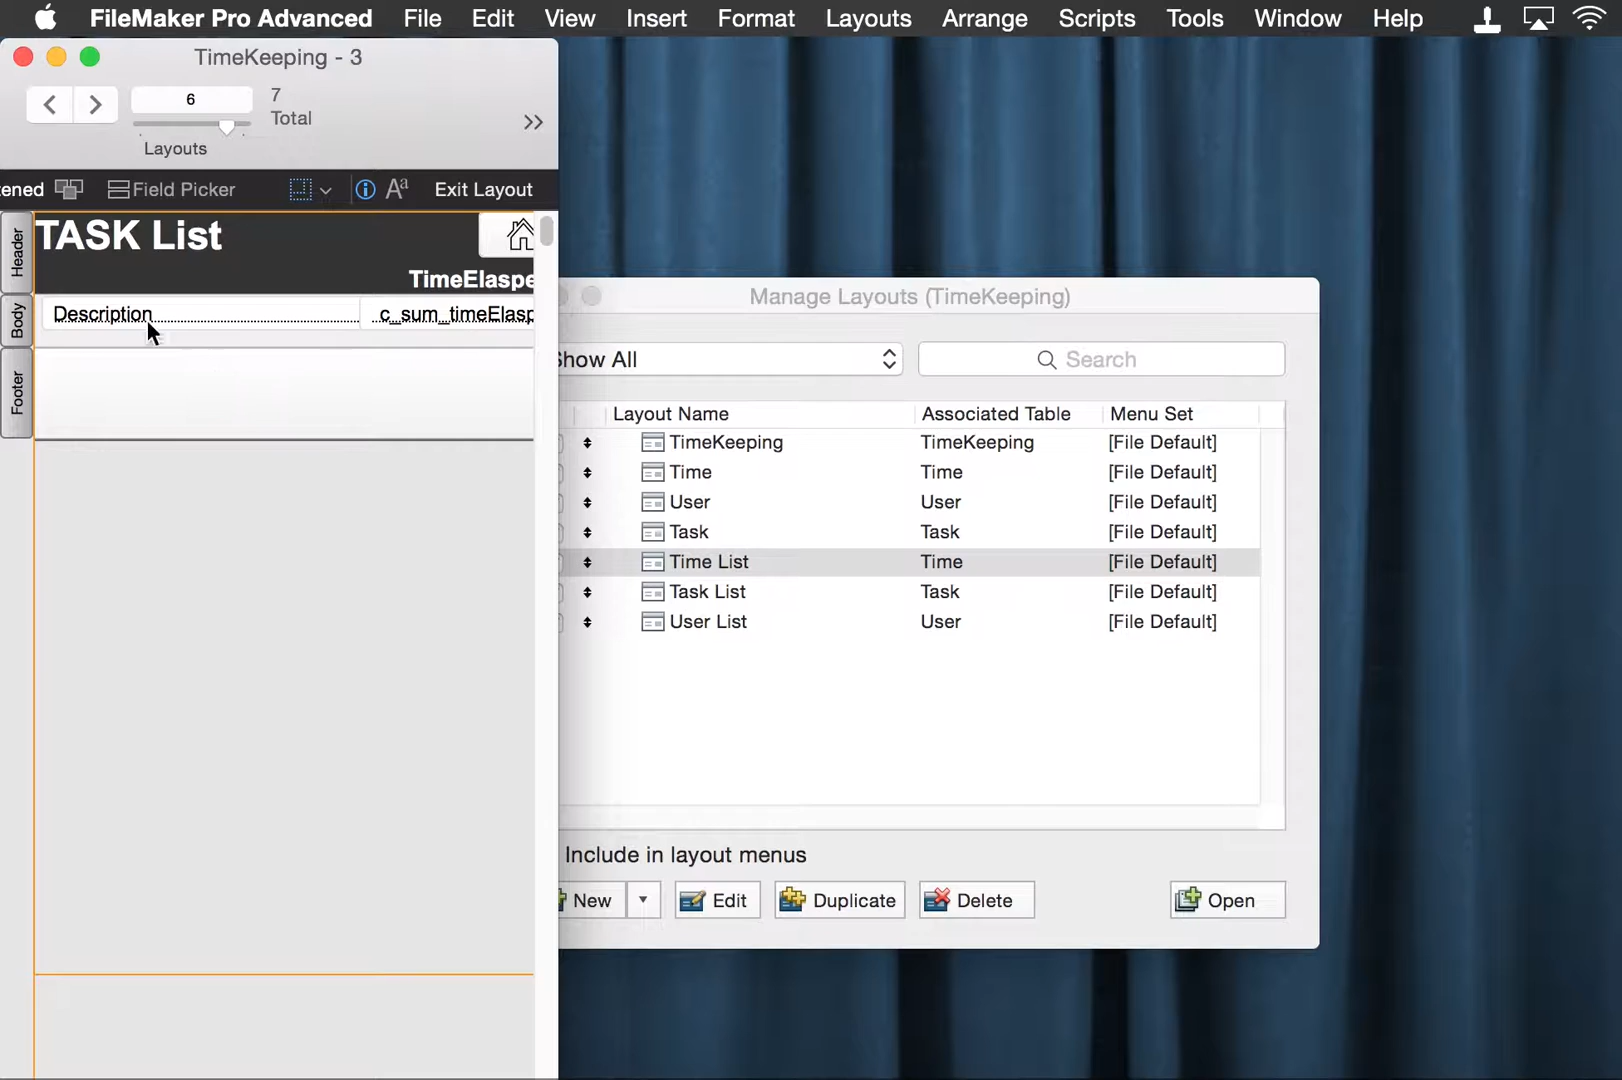 FileMaker Pro Advanced File Edit View Insert Format Layouts Arrange Scripts Tools Window Help
TimeKeeping - 3
6
7
Total
Layouts
tened Field Picker Aa Exit Layout
Header
TASK List
TimeElaspe
Body
Description c_sum_timeElasp
Footer
Manage Layouts (TimeKeeping)
Show All Search
Layout Name Associated Table Menu Set
TimeKeeping TimeKeeping [File Default]
Time Time [File Default]
User User [File Default]
Task Task [File Default]
Time List Time [File Default]
Task List Task [File Default]
User List User [File Default]
Include in layout menus
New Edit Duplicate Delete Open